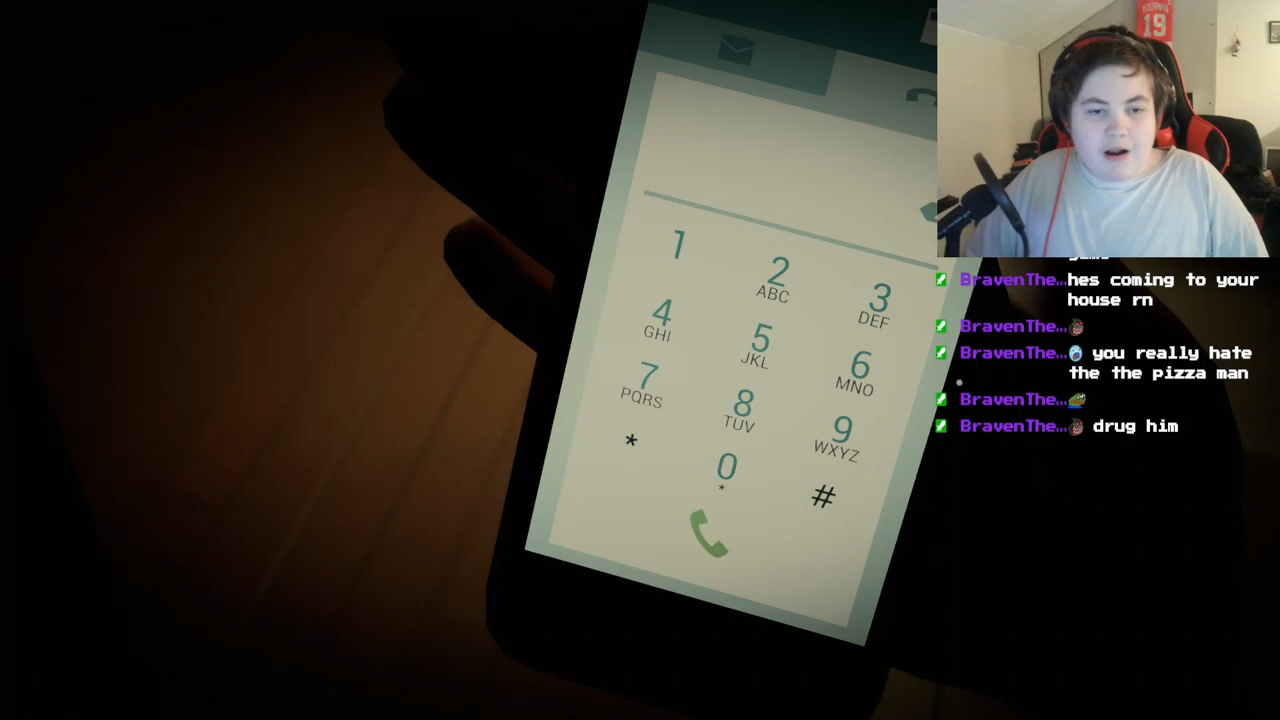 1
2
ABC
3
DEF
4
GHI
5
JKL
6
MNO
7
PQRS
8
TUV
9
WXYZ
*
0
*
#
19
BravenThe… hes coming to your
house rn
BravenThe…
BravenThe… you really hate
the the pizza man
BravenThe…
BravenThe… drug him